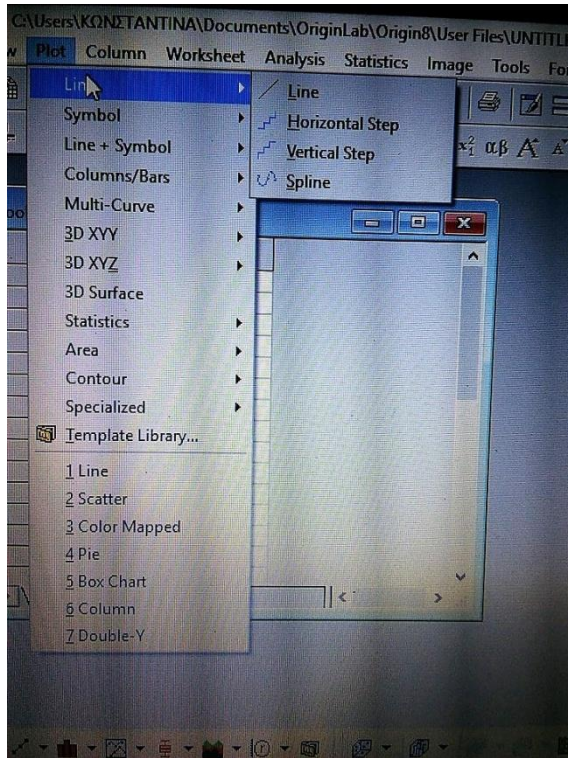 C:\Users\ΚΩΝΣΤΑΝΤΙΝΑ\Documents\OriginLab\Origin8\User Files\UNTITL
w Plot Column Worksheet Analysis Statistics Image Tools Fo
Line
Symbol
Line + Symbol
Columns/Bars
Multi-Curve
3D XYY
3D XYZ
3D Surface
Statistics
Area
Contour
Specialized
Template Library...
1 Line
2 Scatter
3 Color Mapped
4 Pie
5 Box Chart
6 Column
7 Double-Y
Line
Horizontal Step
Vertical Step
Spline
αβ A A
oo